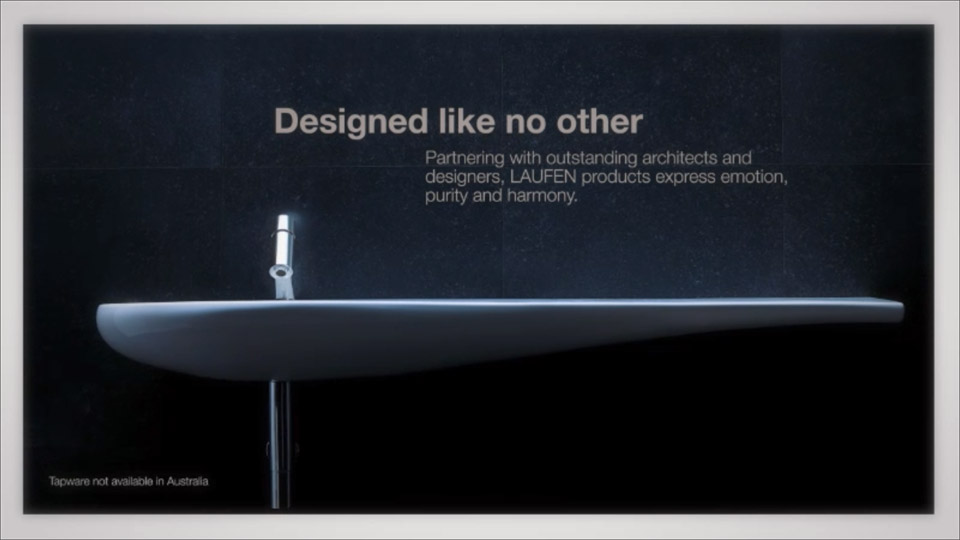 Designed like no other
Partnering with outstanding architects and
designers, LAUFEN products express emotion,
purity and harmony.
Tapware not available in Australia